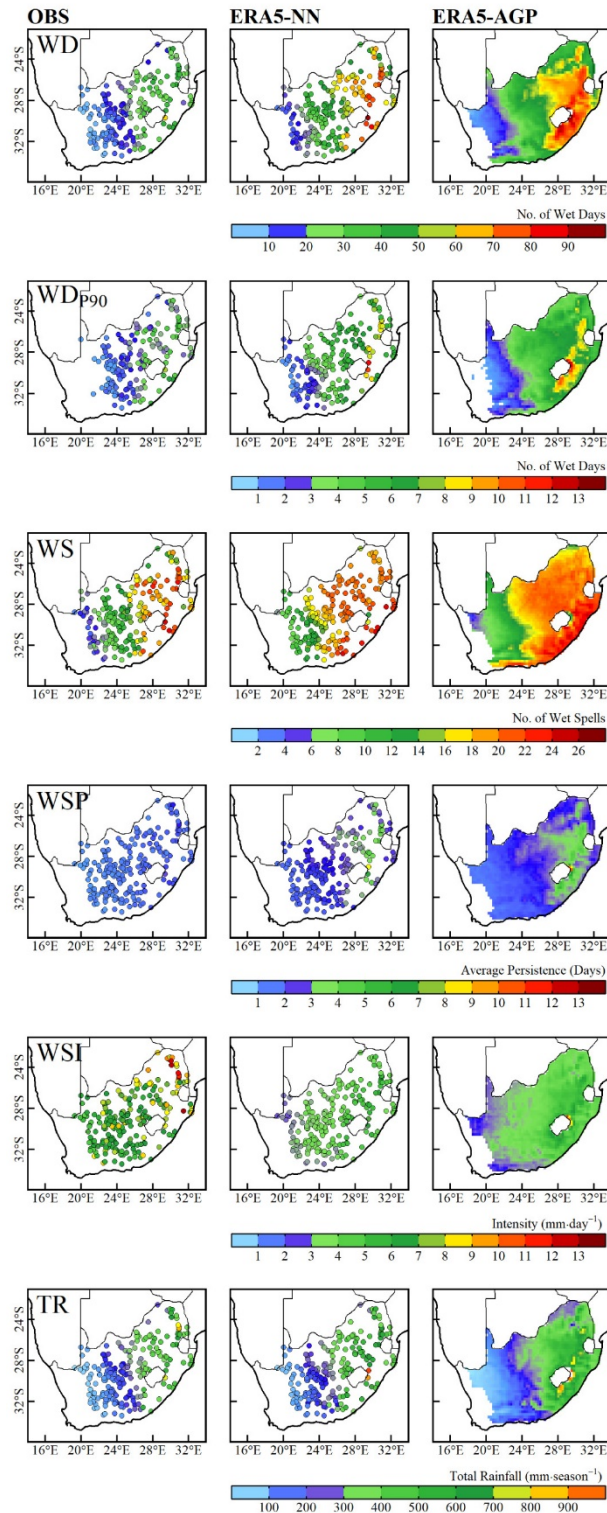 OBS ERA5-NN ERA5-AGP
WD
24°S
28°S
32°S
16°E 20°E 24°E 28°E 32°E 16°E 20°E 24°E 28°E 32°E 16°E 20°E 24°E 28°E 32°E
No. of Wet Days
10 20 30 40 50 60 70 80 90
WDP90
24°S
28°S
32°S
16°E 20°E 24°E 28°E 32°E 16°E 20°E 24°E 28°E 32°E 16°E 20°E 24°E 28°E 32°E
No. of Wet Days
1 2 3 4 5 6 7 8 9 10 11 12 13
WS
24°S
28°S
32°S
16°E 20°E 24°E 28°E 32°E 16°E 20°E 24°E 28°E 32°E 16°E 20°E 24°E 28°E 32°E
No. of Wet Spells
2 4 6 8 10 12 14 16 18 20 22 24 26
WSP
24°S
28°S
32°S
16°E 20°E 24°E 28°E 32°E 16°E 20°E 24°E 28°E 32°E 16°E 20°E 24°E 28°E 32°E
Average Persistence (Days)
1 2 3 4 5 6 7 8 9 10 11 12 13
WSI
24°S
28°S
32°S
16°E 20°E 24°E 28°E 32°E 16°E 20°E 24°E 28°E 32°E 16°E 20°E 24°E 28°E 32°E
Intensity (mm·day⁻¹)
1 2 3 4 5 6 7 8 9 10 11 12 13
TR
24°S
28°S
32°S
16°E 20°E 24°E 28°E 32°E 16°E 20°E 24°E 28°E 32°E 16°E 20°E 24°E 28°E 32°E
Total Rainfall (mm·season⁻¹)
100 200 300 400 500 600 700 800 900